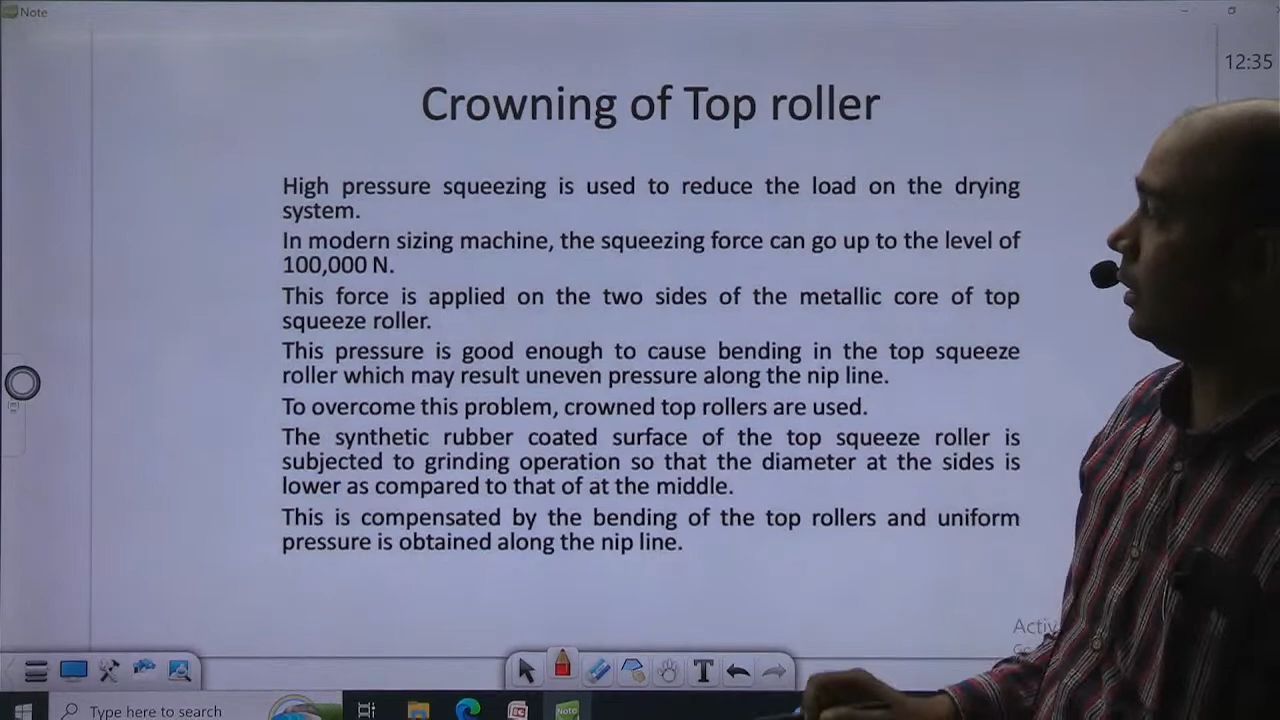 Note
12:35
Crowning of Top roller
High pressure squeezing is used to reduce the load on the drying
system.
In modern sizing machine, the squeezing force can go up to the level of
100,000 N.
This force is applied on the two sides of the metallic core of top
squeeze roller.
This pressure is good enough to cause bending in the top squeeze
roller which may result uneven pressure along the nip line.
To overcome this problem, crowned top rollers are used.
The synthetic rubber coated surface of the top squeeze roller is
subjected to grinding operation so that the diameter at the sides is
lower as compared to that of at the middle.
This is compensated by the bending of the top rollers and uniform
pressure is obtained along the nip line.
Activ
T
Type here to search
Note